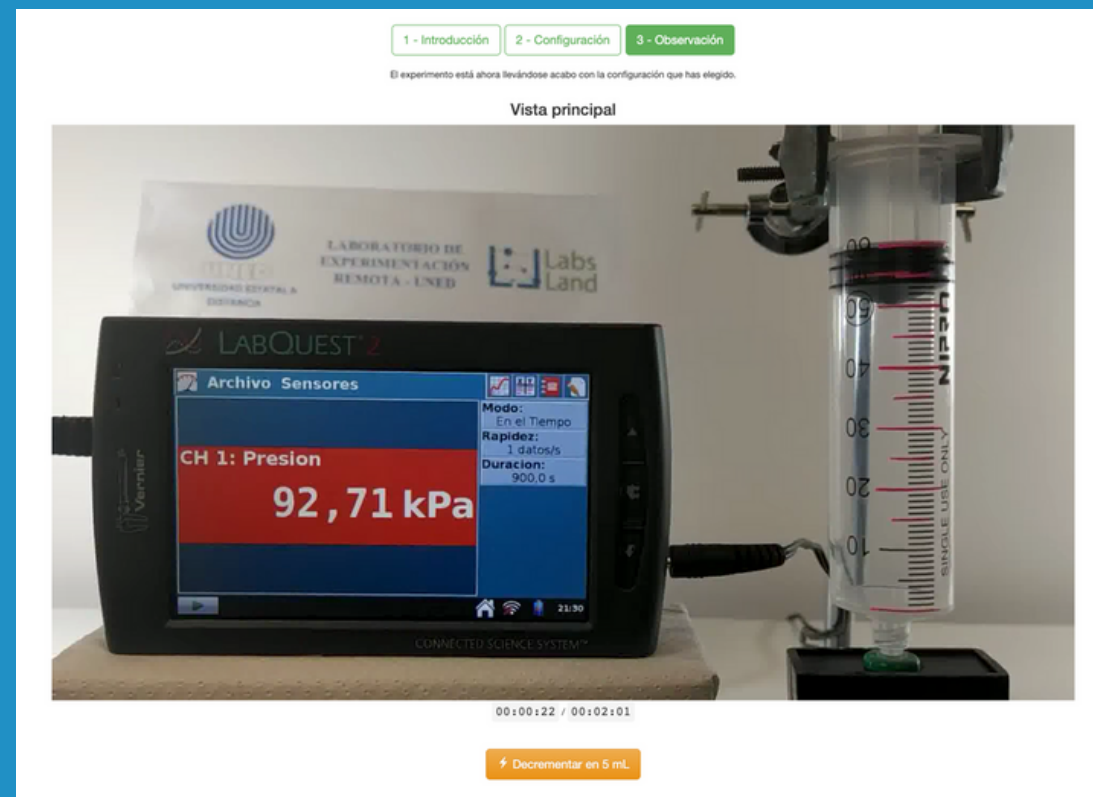 1 - Introducción 2 - Configuración 3 - Observación
El experimento está ahora llevándose acabo con la configuración que has elegido.
Vista principal
UNED
UNIVERSIDAD ESTATAL A
DISTANCIA
LABORATORIO DE
EXPERIMENTACIÓN
REMOTA - UNED
Labs
Land
LABQUEST 2
Archivo Sensores
Modo:
En el Tiempo
Rapidez:
1 datos/s
Duracion:
900,0 s
CH 1: Presion
92,71 kPa
21:30
Vernier
CONNECTED SCIENCE SYSTEM™
60
50
40
30
20
10
NIPRO
SINGLE USE ONLY
00:00:22 / 00:02:01
Decrementar en 5 mL